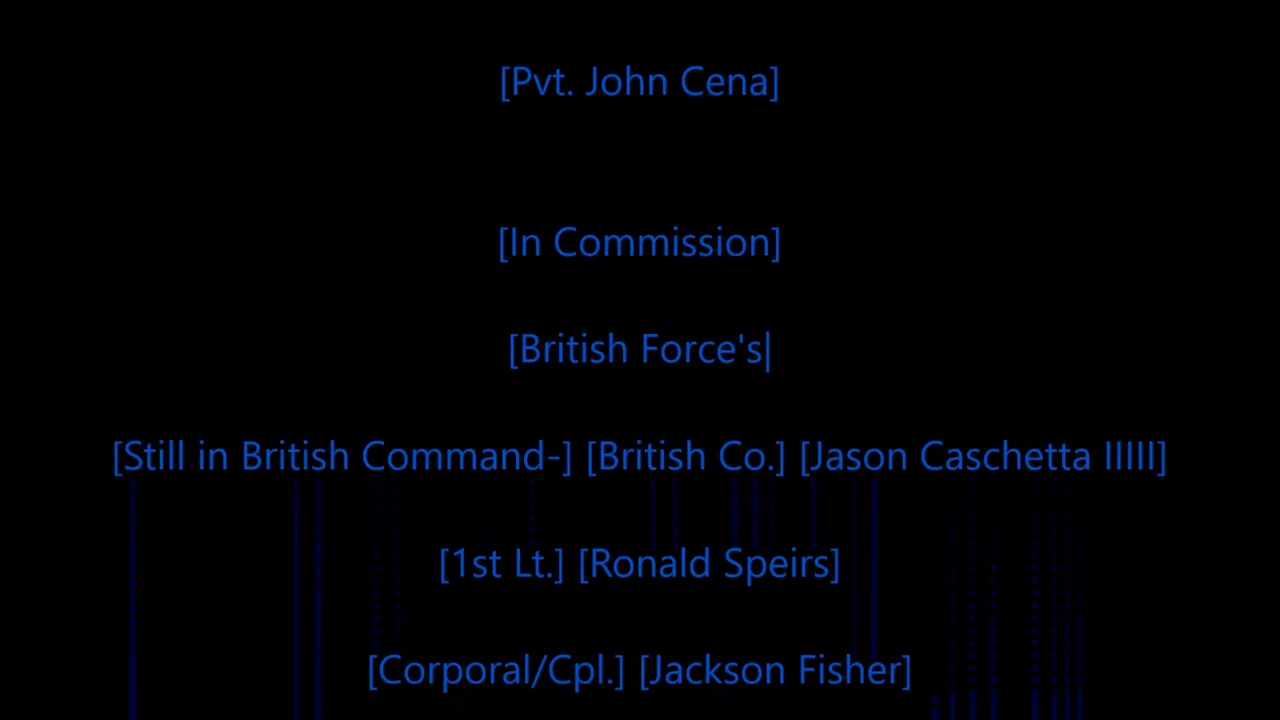 [Pvt. John Cena]
[In Commission]
[British Force's|
[Still in British Command-] [British Co.] [Jason Caschetta IIIII]
[1st Lt.] [Ronald Speirs]
[Corporal/Cpl.] [Jackson Fisher]